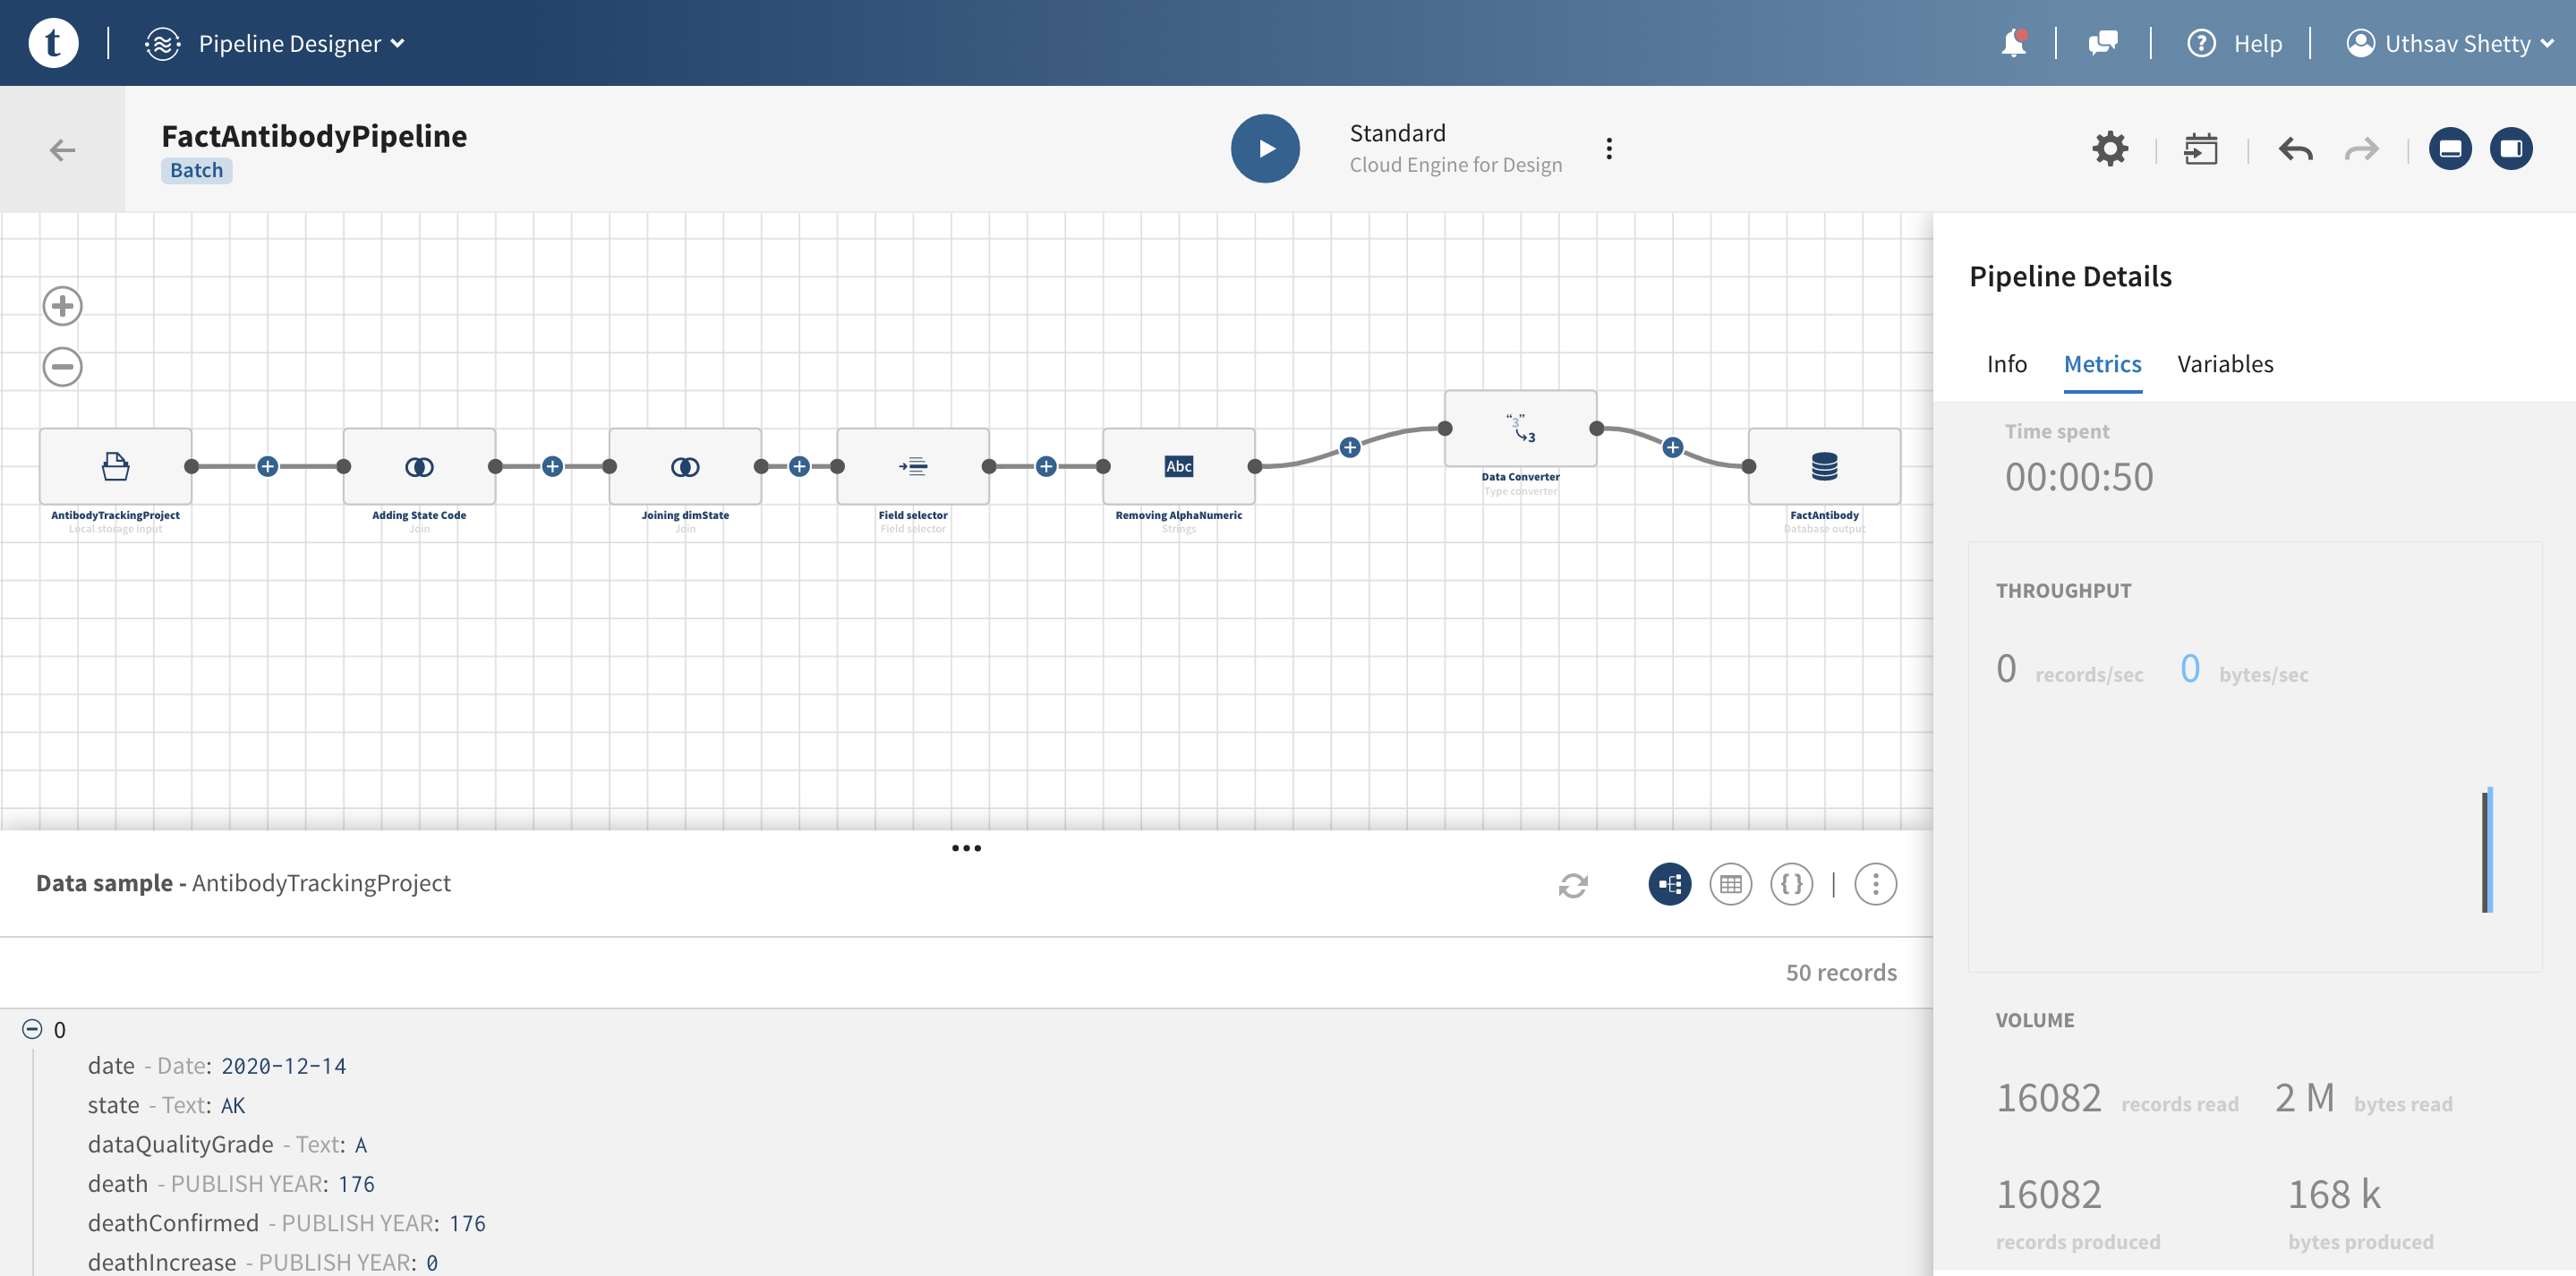 t
Pipeline Designer
Help
Uthsav Shetty
FactAntibodyPipeline
Batch
Standard
Cloud Engine for Design
AntibodyTrackingProject
Local storage input
Adding State Code
Join
Joining dimState
Join
Field selector
Field selector
Abc
Removing AlphaNumeric
Strings
“3”
3
Data Converter
Type converter
FactAntibody
Database output
Data sample - AntibodyTrackingProject
50 records
0
date - Date: 2020-12-14
state - Text: AK
dataQualityGrade - Text: A
death - PUBLISH YEAR: 176
deathConfirmed - PUBLISH YEAR: 176
deathIncrease - PUBLISH YEAR: 0
Pipeline Details
Info Metrics Variables
Time spent
00:00:50
THROUGHPUT
0 records/sec 0 bytes/sec
VOLUME
16082 records read 2 M bytes read
16082 168 k
records produced bytes produced